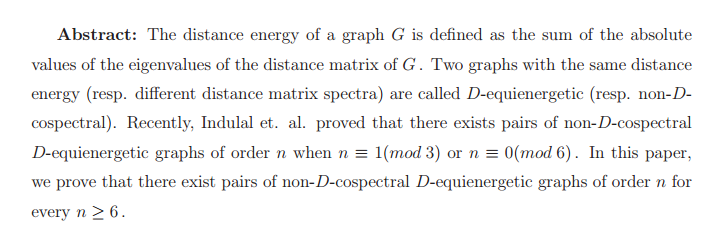 Abstract: The distance energy of a graph G is defined as the sum of the absolute
values of the eigenvalues of the distance matrix of G. Two graphs with the same distance
energy (resp. different distance matrix spectra) are called D-equienergetic (resp. non-D-
cospectral). Recently, Indulal et. al. proved that there exists pairs of non-D-cospectral
D-equienergetic graphs of order n when n ≡ 1(mod 3) or n ≡ 0(mod 6). In this paper,
we prove that there exist pairs of non-D-cospectral D-equienergetic graphs of order n for
every n ≥ 6.